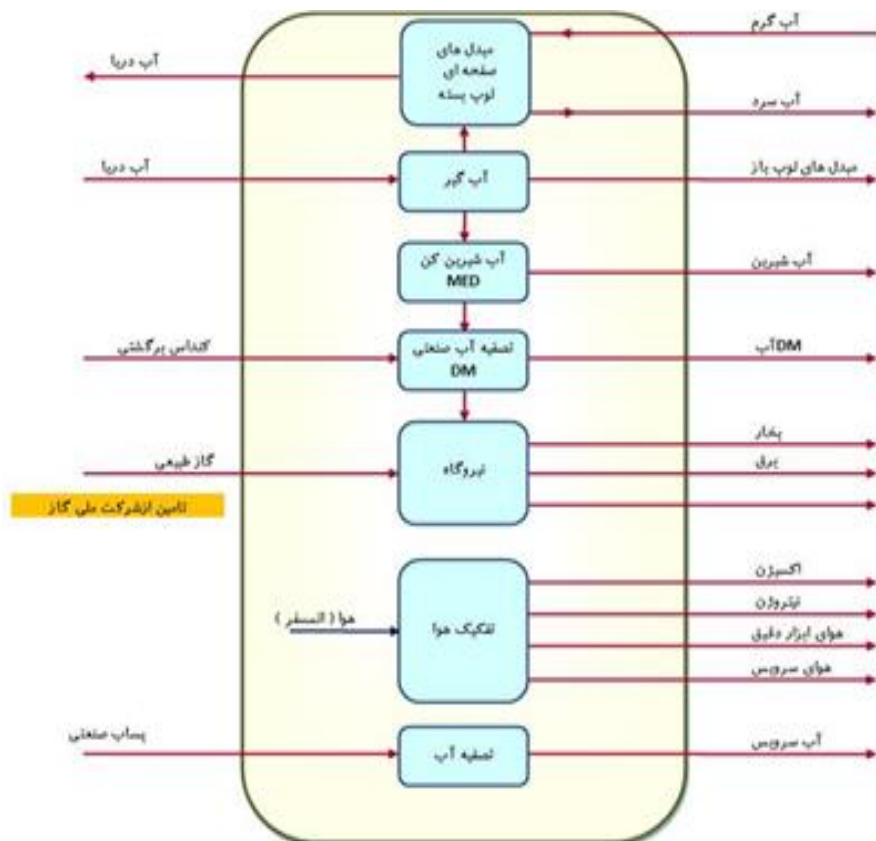 آب گرم
مبدل های
صفحه ای
لوپ بسته
آب دریا
آب سرد
آب دریا
آب گیر
مبدل های لوپ باز
آب شیرین کن
MED
آب شیرین
کنداس برگشتی
تصفیه آب صنعتی
DM
آب DM
گاز طبیعی
نیروگاه
بخار
برق
تامین ازشرکت ملی گاز
هوا ( اتمسفر )
تفکیک هوا
اکسیژن
نیتروژن
هوای ابزار دقیق
هوای سرویس
پساب صنعتی
تصفیه آب
آب سرویس